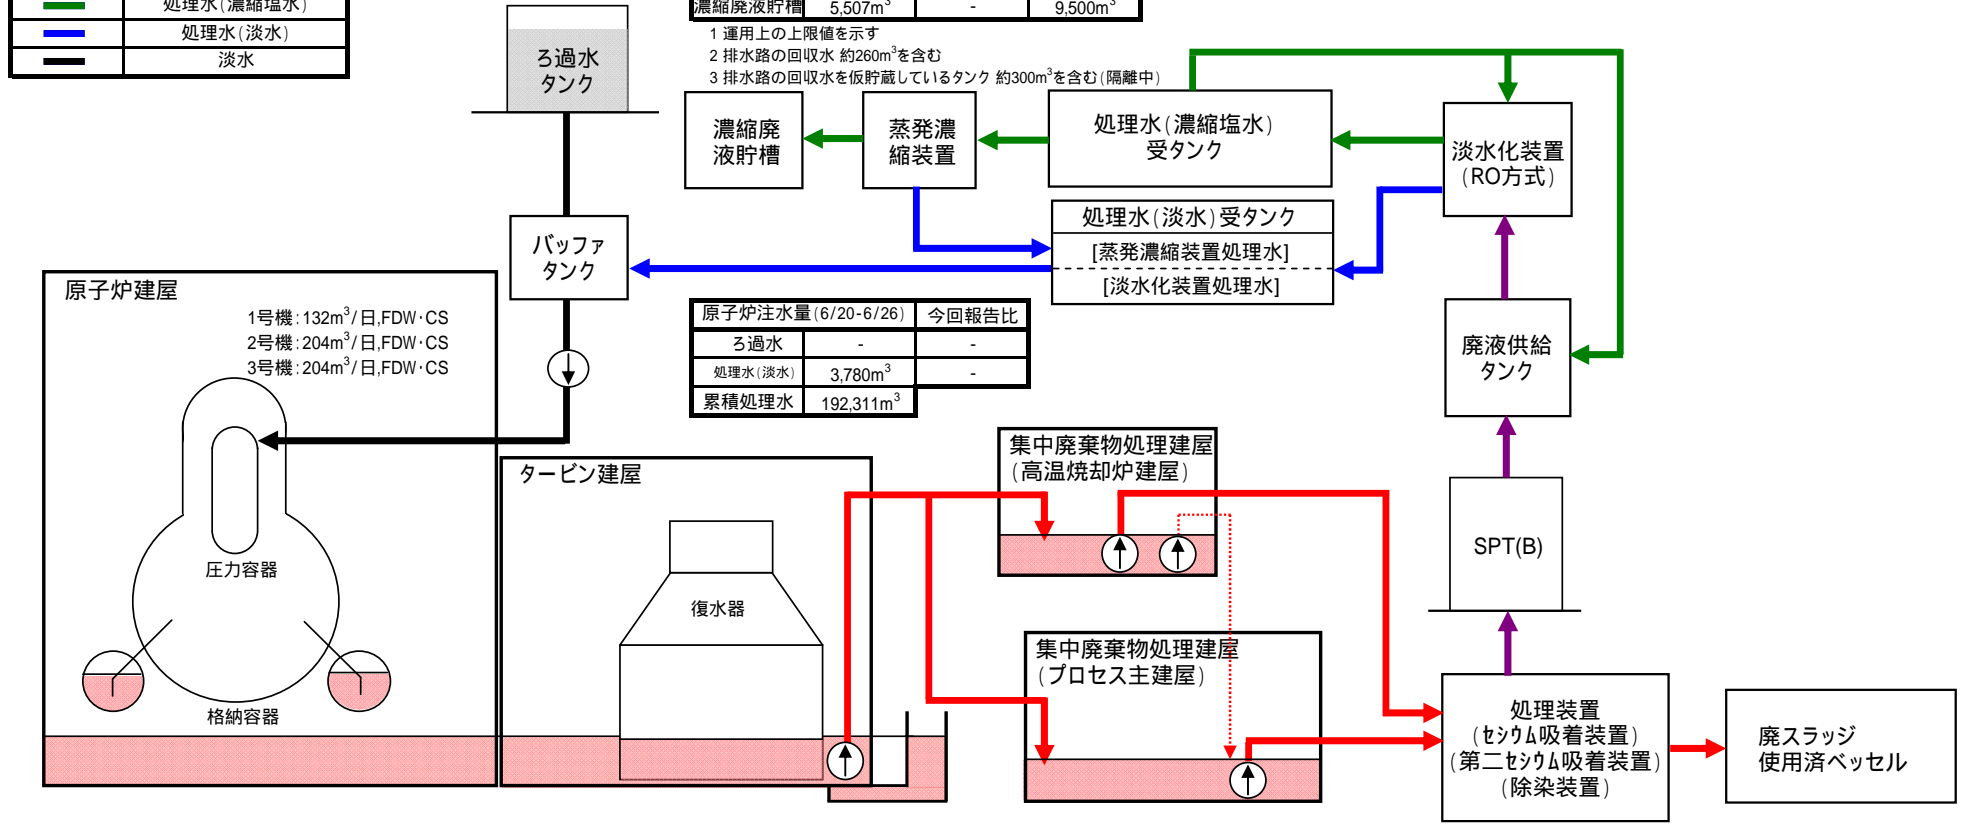 処理水(濃縮塩水)
処理水(淡水)
淡水
ろ過水
タンク
濃縮廃液貯槽 5,507m³ - 9,500m³
1 運用上の上限値を示す
2 排水路の回収水 約260m³を含む
3 排水路の回収水を仮貯蔵しているタンク 約300m³を含む(隔離中)
濃縮廃
液貯槽
蒸発濃
縮装置
処理水(濃縮塩水)
受タンク
淡水化装置
(RO方式)
処理水(淡水)受タンク
[蒸発濃縮装置処理水]
[淡水化装置処理水]
バッファ
タンク
原子炉建屋
1号機:132m³/日,FDW・CS
2号機:204m³/日,FDW・CS
3号機:204m³/日,FDW・CS
原子炉注水量(6/20-6/26) 今回報告比
ろ過水 - -
処理水(淡水) 3,780m³ -
累積処理水 192,311m³
廃液供給
タンク
圧力容器
格納容器
タービン建屋
復水器
集中廃棄物処理建屋
(高温焼却炉建屋)
SPT(B)
集中廃棄物処理建屋
(プロセス主建屋)
処理装置
(セシウム吸着装置)
(第二セシウム吸着装置)
(除染装置)
廃スラッジ
使用済ベッセル